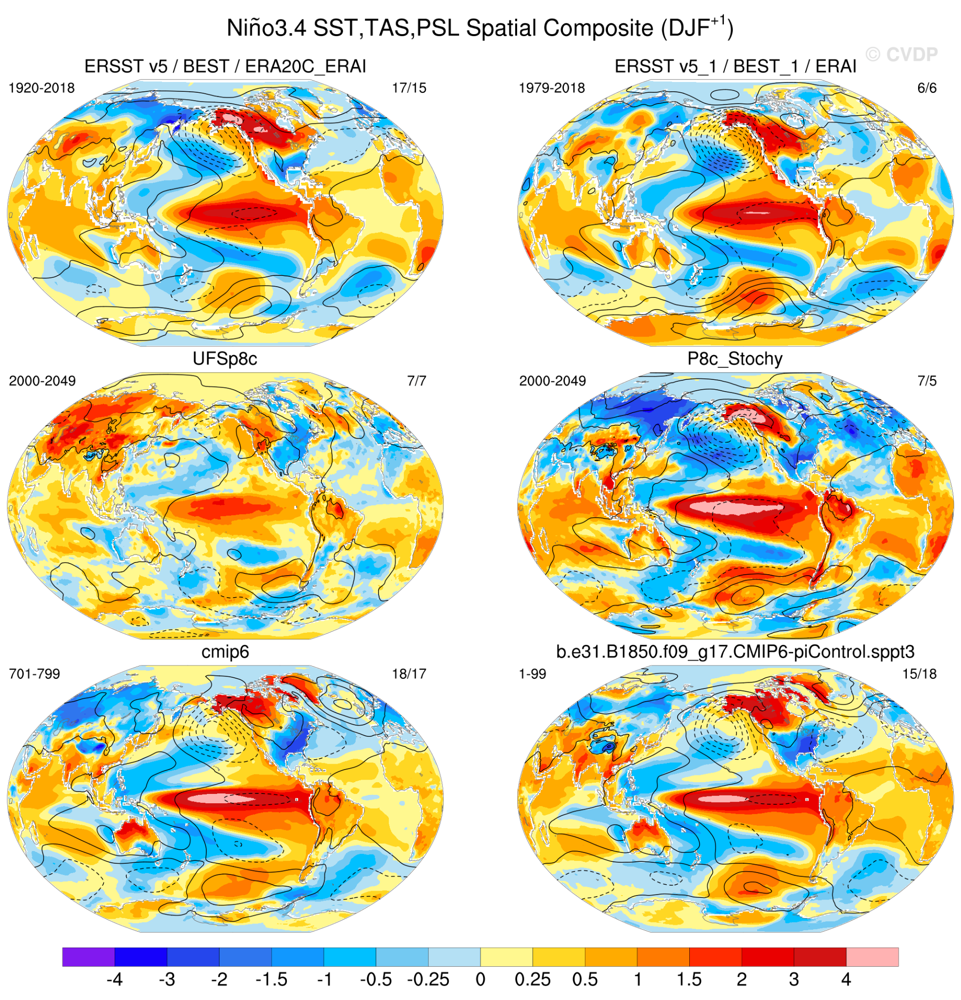 Niño3.4 SST,TAS,PSL Spatial Composite (DJF+1)
© CVDP
ERSST v5 / BEST / ERA20C_ERAI
ERSST v5_1 / BEST_1 / ERAI
1920-2018
17/15
1979-2018
6/6
UFSp8c
P8c_Stochy
2000-2049
7/7
2000-2049
7/5
cmip6
b.e31.B1850.f09_g17.CMIP6-piControl.sppt3
701-799
18/17
1-99
15/18
-4 -3 -2 -1.5 -1 -0.5 -0.25 0 0.25 0.5 1 1.5 2 3 4